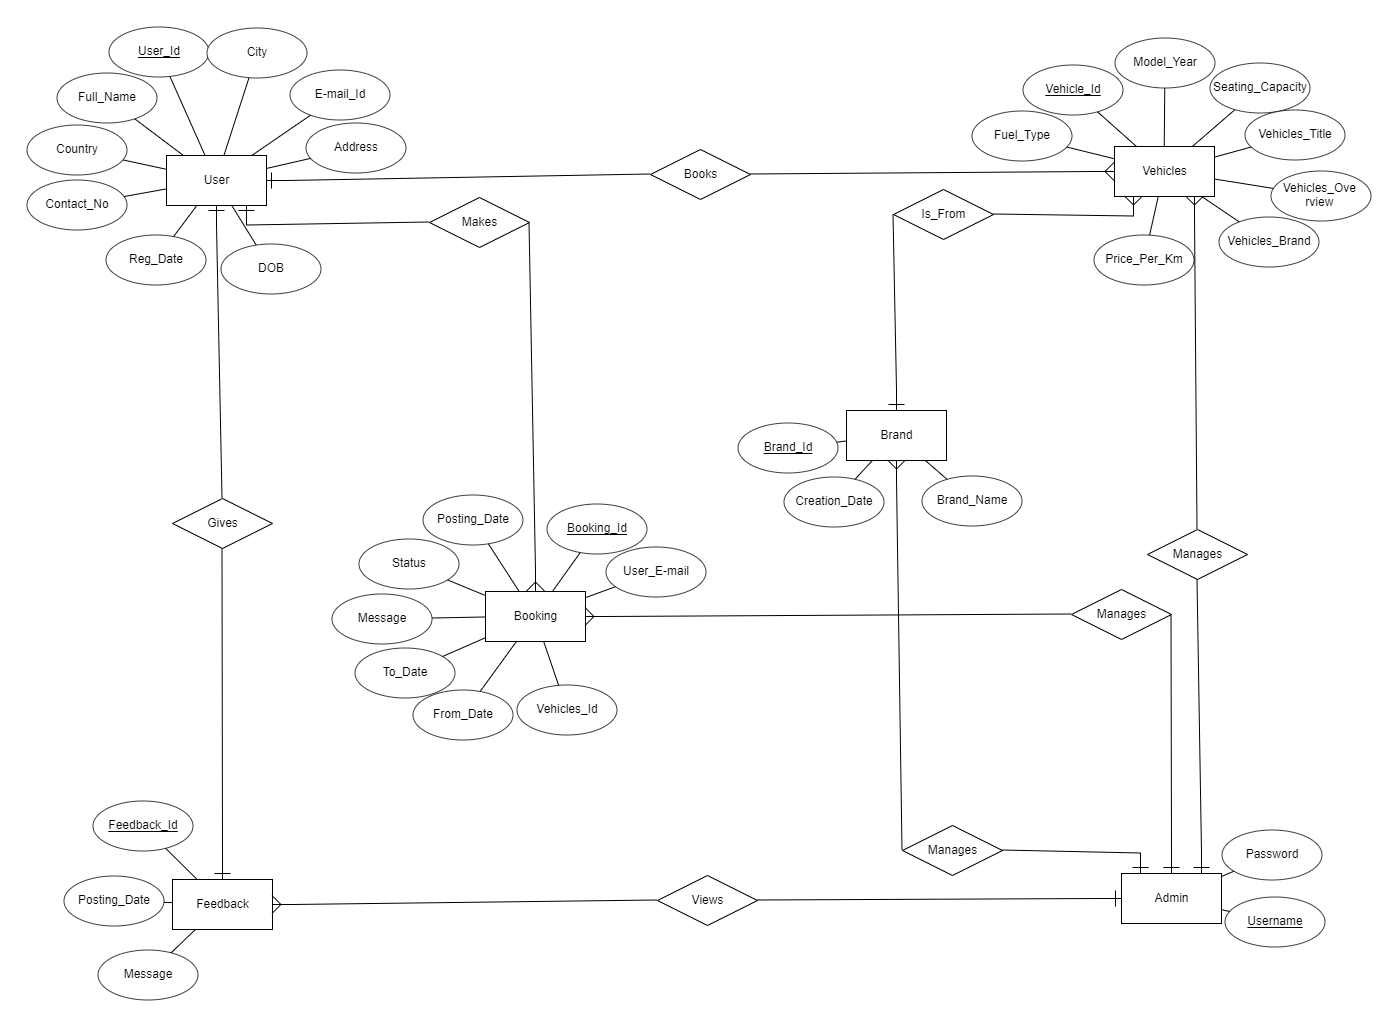 User_Id
City
Full_Name
E-mail_Id
Country
Address
User
Contact_No
Reg_Date
DOB
Books
Makes
Model_Year
Vehicle_Id
Seating_Capacity
Fuel_Type
Vehicles_Title
Vehicles
Vehicles_Ove
rview
Is_From
Vehicles_Brand
Price_Per_Km
Brand
Brand_Id
Creation_Date
Brand_Name
Gives
Posting_Date
Booking_Id
Status
User_E-mail
Message
Booking
To_Date
From_Date
Vehicles_Id
Manages
Manages
Manages
Feedback_Id
Posting_Date
Feedback
Message
Views
Password
Admin
Username